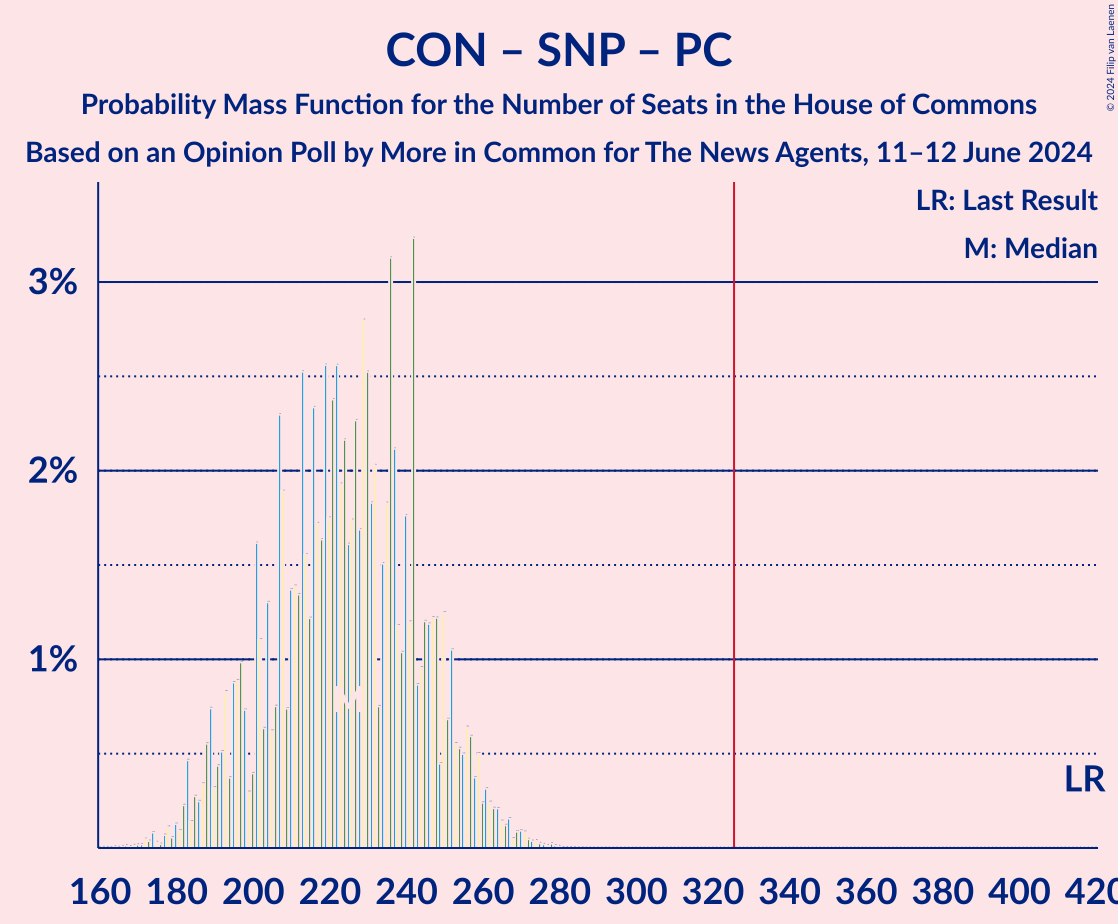 CON – SNP – PC
Probability Mass Function for the Number of Seats in the House of Commons
Based on an Opinion Poll by More in Common for The News Agents, 11–12 June 2024
© 2024 Filip van Laenen
LR: Last Result
M: Median
3%
2%
1%
M
LR
160 180 200 220 240 260 280 300 320 340 360 380 400 420